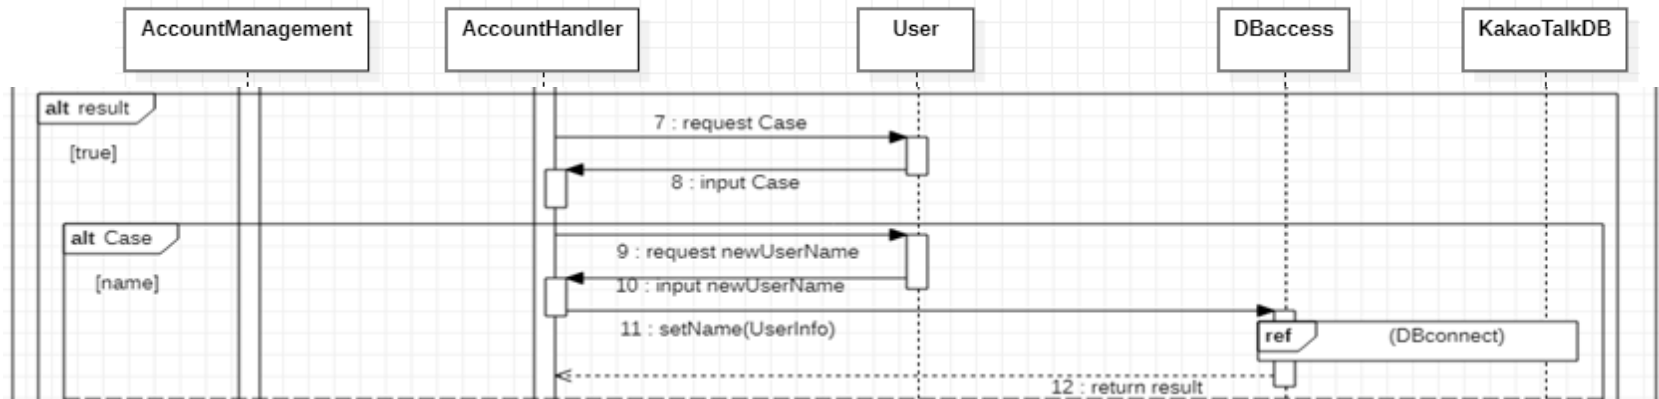 AccountManagement
AccountHandler
User
DBaccess
KakaoTalkDB
alt result
[true]
7 : request Case
8 : input Case
alt Case
[name]
9 : request newUserName
10 : input newUserName
11 : setName(UserInfo)
ref (DBconnect)
12 : return result